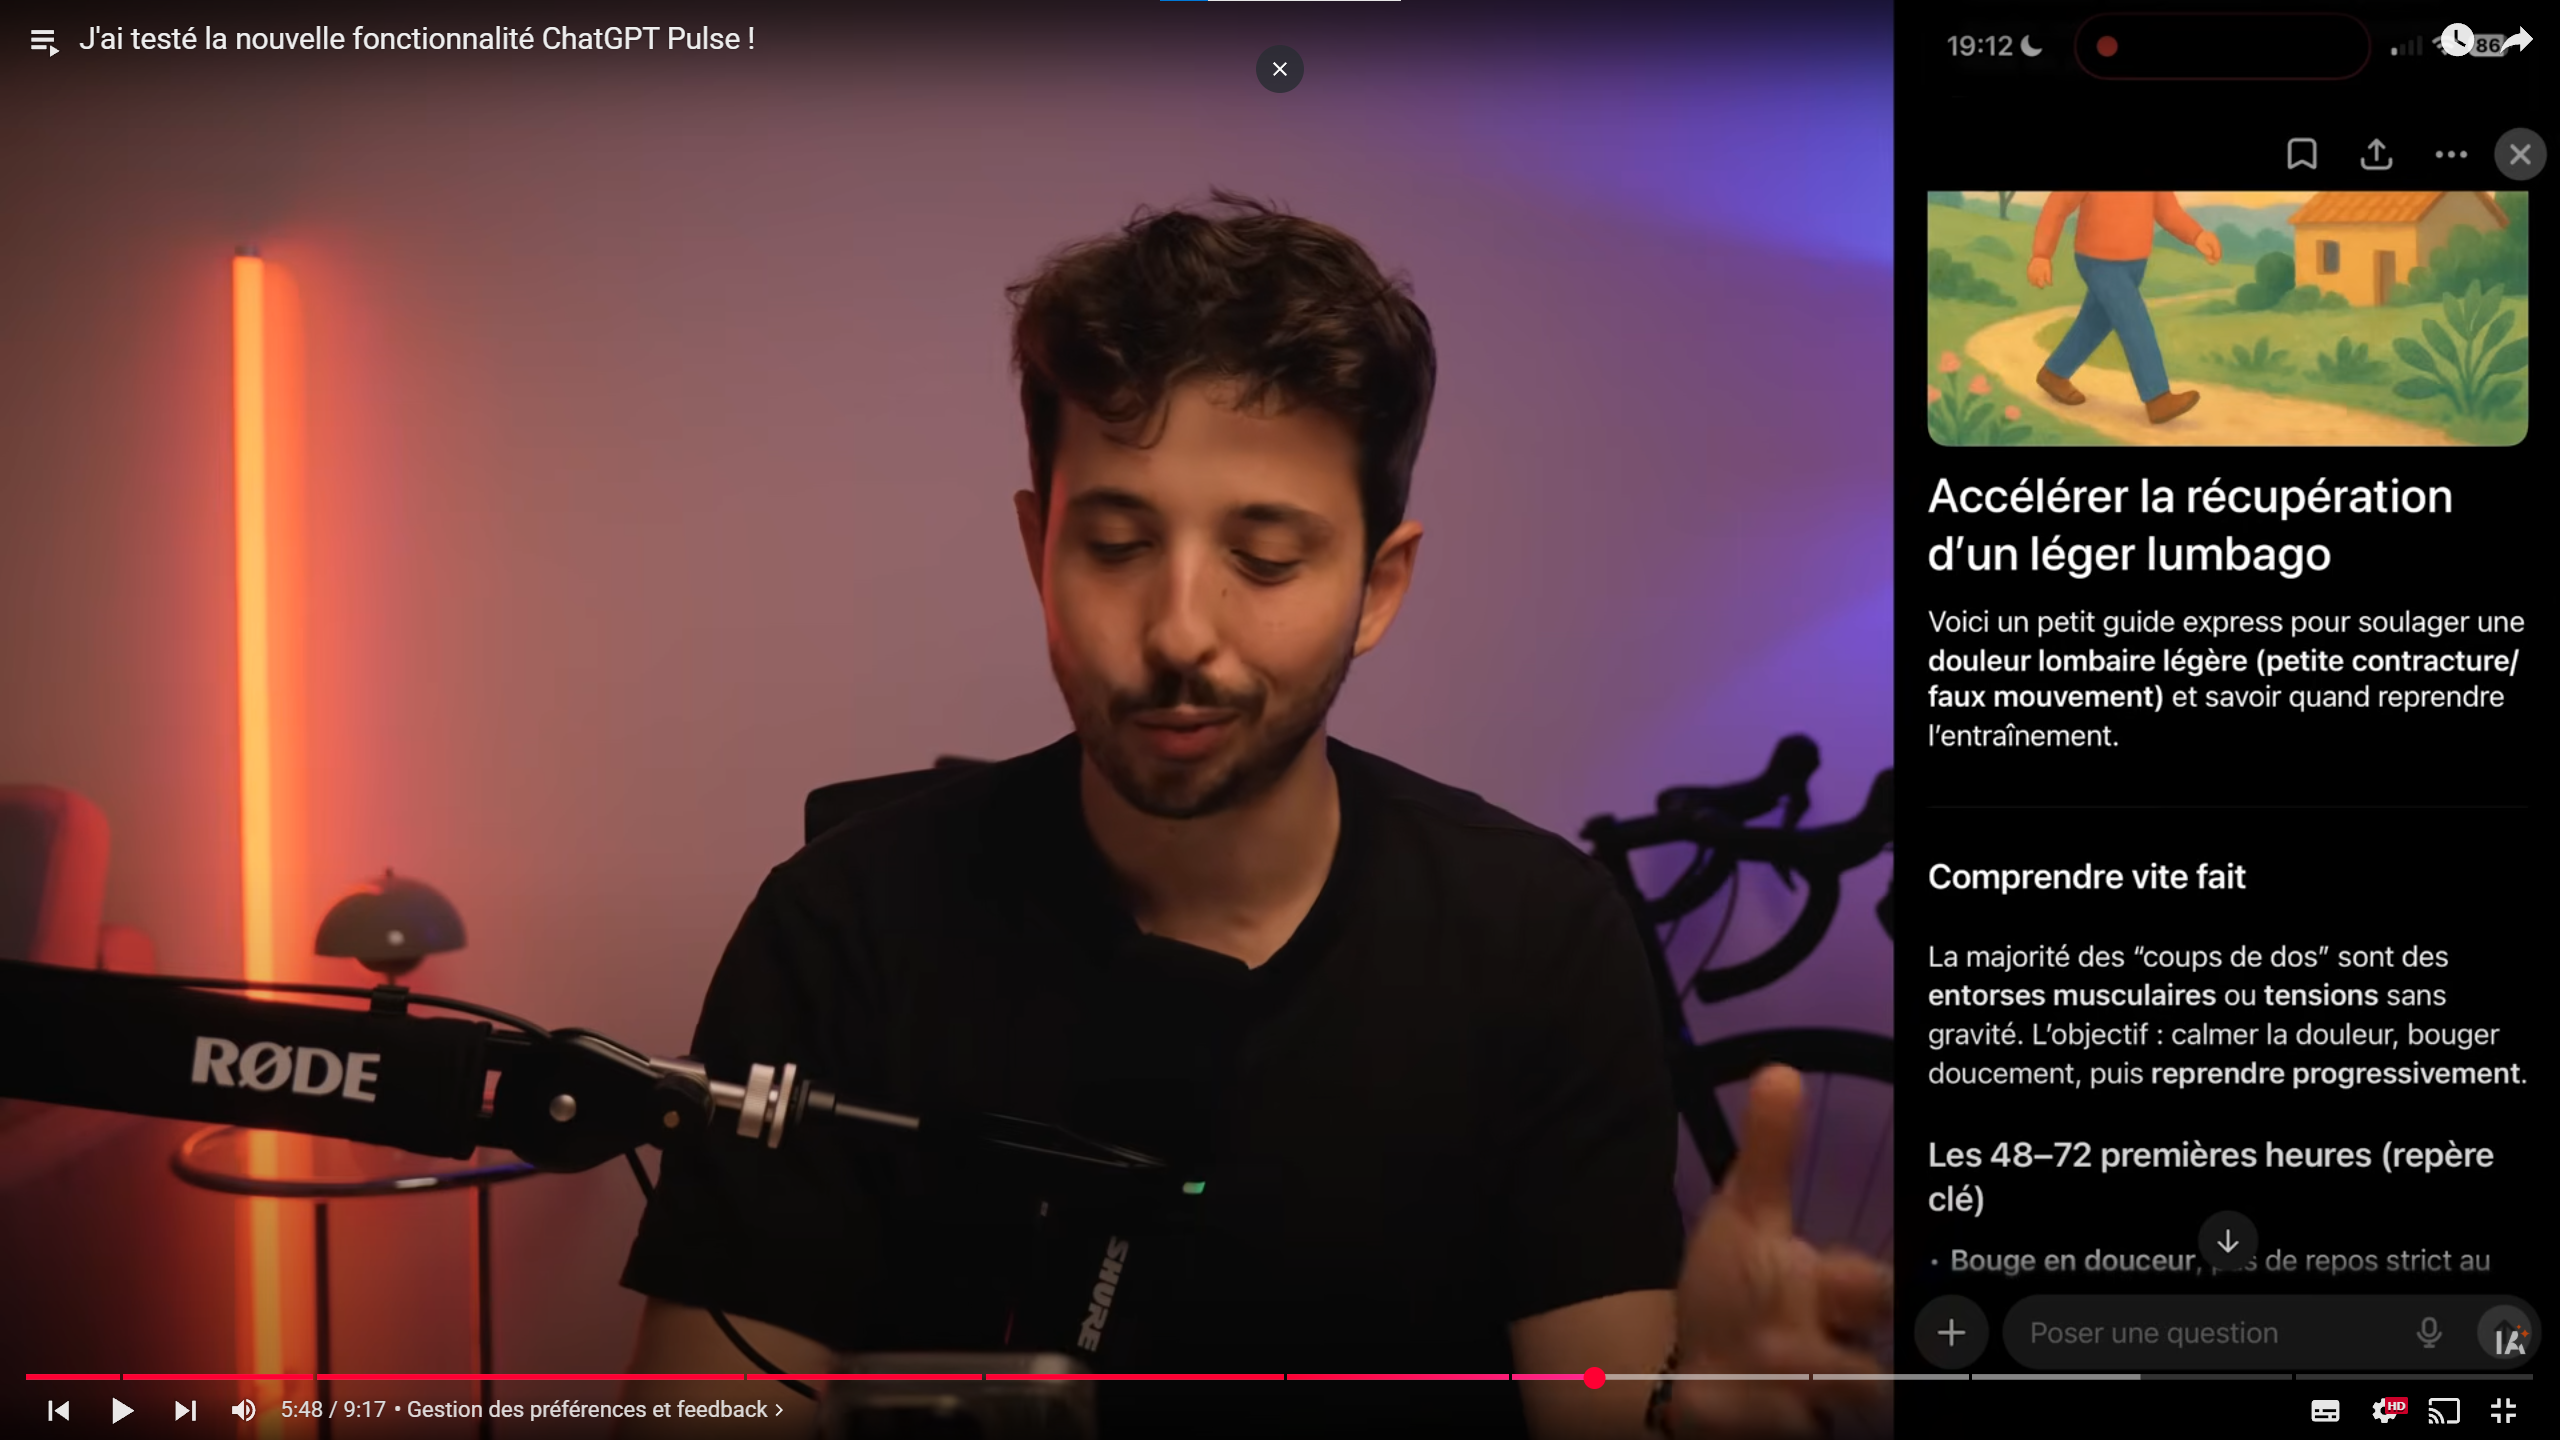 J'ai testé la nouvelle fonctionnalité ChatGPT Pulse !
19:12
86
Accélérer la récupération
d’un léger lumbago
Voici un petit guide express pour soulager une
douleur lombaire légère (petite contracture/
faux mouvement) et savoir quand reprendre
l’entraînement.
Comprendre vite fait
La majorité des “coups de dos” sont des
entorses musculaires ou tensions sans
gravité. L’objectif : calmer la douleur, bouger
doucement, puis reprendre progressivement.
Les 48–72 premières heures (repère
clé)
• Bouge en douceur, pas de repos strict au
Poser une question
IA
RØDE
SHURE
5:48 / 9:17 • Gestion des préférences et feedback
HD